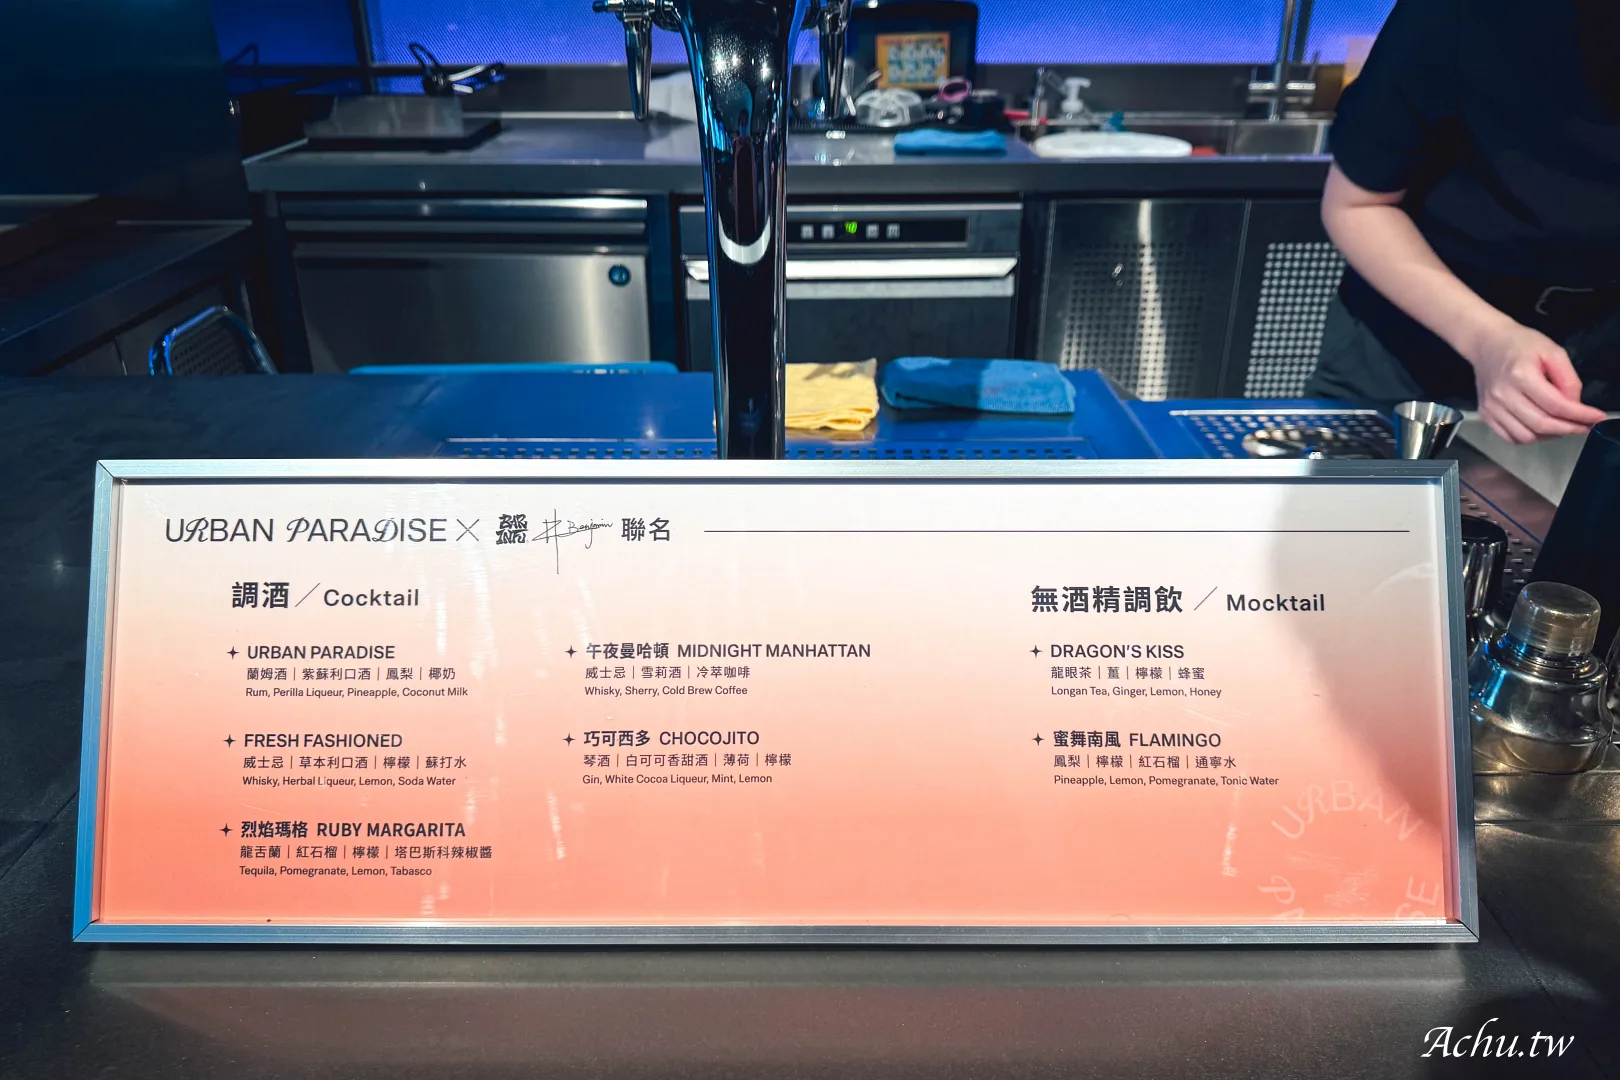 URBAN PARADISE × BAR INFU Benjamin 聯名
調酒／Cocktail
URBAN PARADISE
蘭姆酒｜紫蘇利口酒｜鳳梨｜椰奶
Rum, Perilla Liqueur, Pineapple, Coconut Milk
FRESH FASHIONED
威士忌｜草本利口酒｜檸檬｜蘇打水
Whisky, Herbal Liqueur, Lemon, Soda Water
烈焰瑪格 RUBY MARGARITA
龍舌蘭｜紅石榴｜檸檬｜塔巴斯科辣椒醬
Tequila, Pomegranate, Lemon, Tabasco
午夜曼哈頓 MIDNIGHT MANHATTAN
威士忌｜雪莉酒｜冷萃咖啡
Whisky, Sherry, Cold Brew Coffee
巧可西多 CHOCOJITO
琴酒｜白可可香甜酒｜薄荷｜檸檬
Gin, White Cocoa Liqueur, Mint, Lemon
無酒精調飲／Mocktail
DRAGON'S KISS
龍眼茶｜薑｜檸檬｜蜂蜜
Longan Tea, Ginger, Lemon, Honey
蜜舞南風 FLAMINGO
鳳梨｜檸檬｜紅石榴｜通寧水
Pineapple, Lemon, Pomegranate, Tonic Water
URBAN
Achu.tw